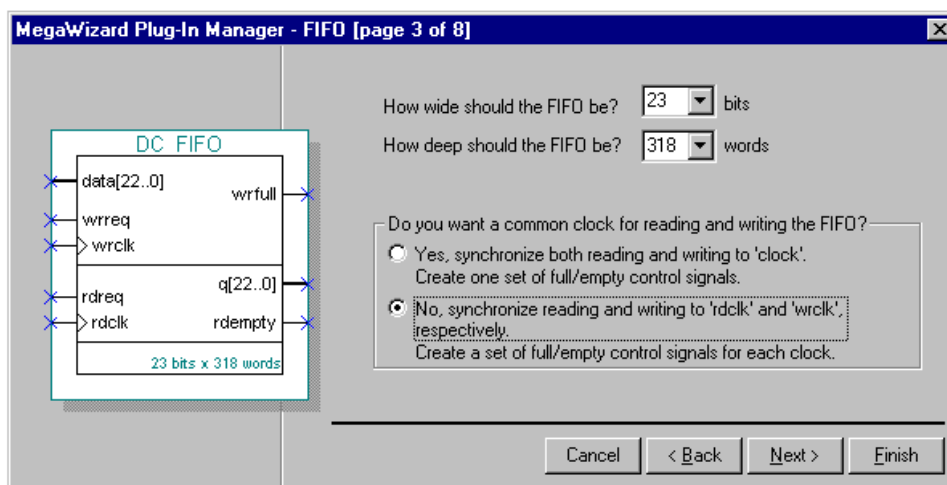 MegaWizard Plug-In Manager - FIFO [page 3 of 8]
How wide should the FIFO be? 23 bits
How deep should the FIFO be? 318 words
DC FIFO
data[22..0]
wrfull
wrreq
wrclk
q[22..0]
rdreq
rdclk
rdempty
23 bits x 318 words
Do you want a common clock for reading and writing the FIFO?
Yes, synchronize both reading and writing to 'clock'.
Create one set of full/empty control signals.
No, synchronize reading and writing to 'rdclk' and 'wrclk',
respectively.
Create a set of full/empty control signals for each clock.
Cancel
< Back
Next >
Finish